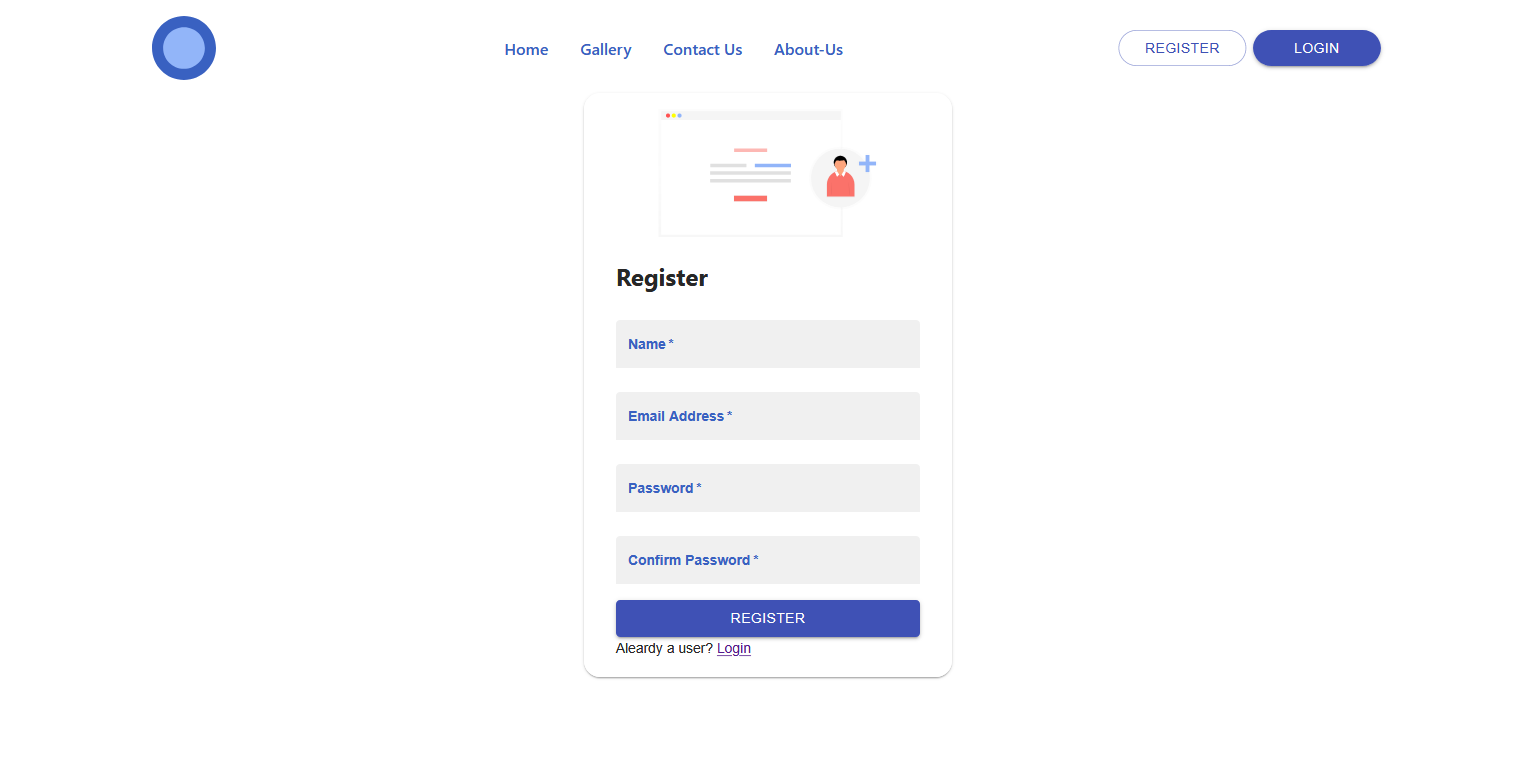 Home Gallery Contact Us About-Us REGISTER LOGIN
Register
Name *
Email Address *
Password *
Confirm Password *
REGISTER
Aleardy a user? Login